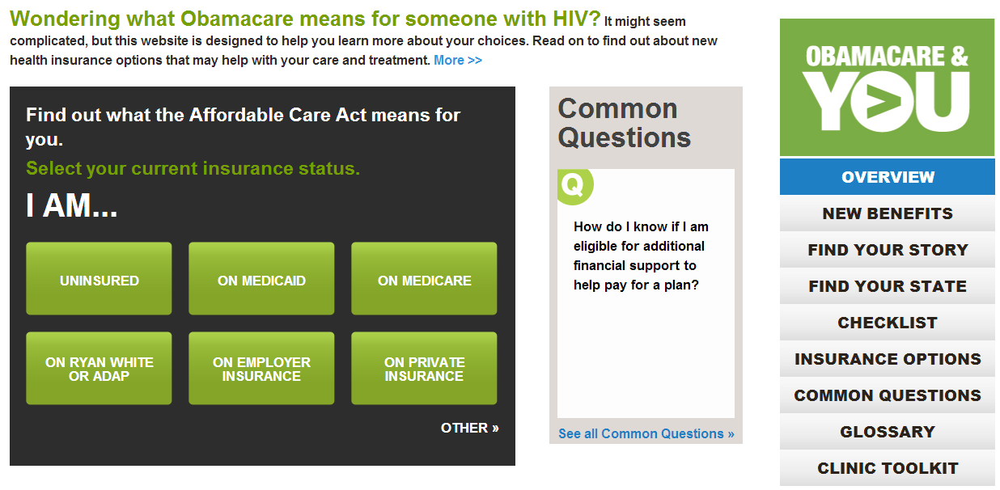 Wondering what Obamacare means for someone with HIV? It might seem
complicated, but this website is designed to help you learn more about your choices. Read on to find out about new
health insurance options that may help with your care and treatment. More >>
Find out what the Affordable Care Act means for
you.
Select your current insurance status.
I AM...
UNINSURED
ON MEDICAID
ON MEDICARE
ON RYAN WHITE
OR ADAP
ON EMPLOYER
INSURANCE
ON PRIVATE
INSURANCE
OTHER »
Common
Questions
Q
How do I know if I am
eligible for additional
financial support to
help pay for a plan?
See all Common Questions »
OBAMACARE &
YOU
OVERVIEW
NEW BENEFITS
FIND YOUR STORY
FIND YOUR STATE
CHECKLIST
INSURANCE OPTIONS
COMMON QUESTIONS
GLOSSARY
CLINIC TOOLKIT